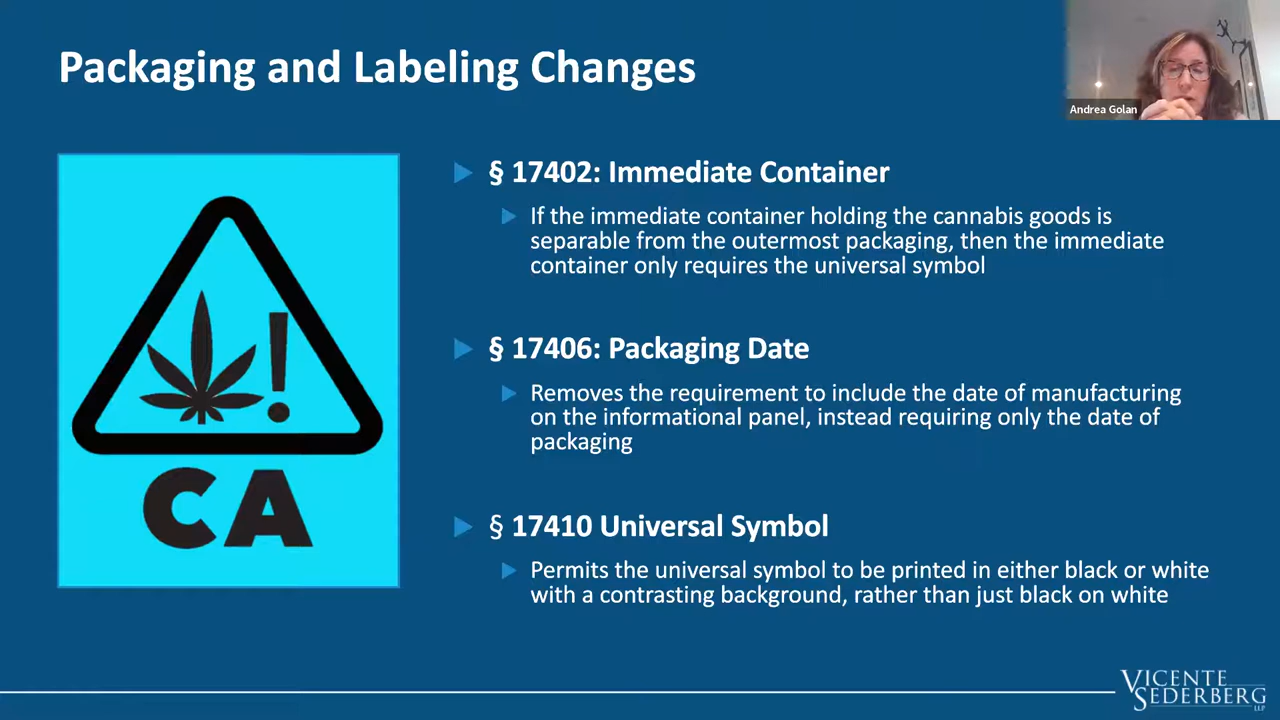 Packaging and Labeling Changes
Andrea Golan
§ 17402: Immediate Container
If the immediate container holding the cannabis goods is
separable from the outermost packaging, then the immediate
container only requires the universal symbol
§ 17406: Packaging Date
Removes the requirement to include the date of manufacturing
on the informational panel, instead requiring only the date of
packaging
! 
CA
§ 17410 Universal Symbol
Permits the universal symbol to be printed in either black or white
with a contrasting background, rather than just black on white
VICENTE
SEDERBERG
LLP